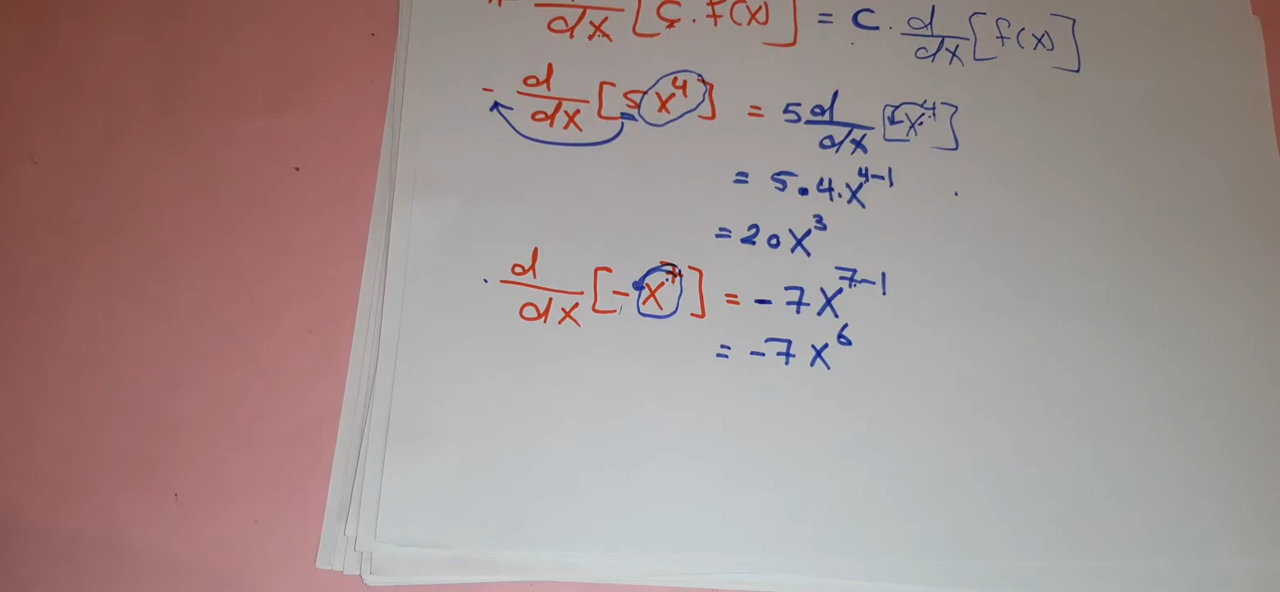 d/dx [c . f(x)] = c . d/dx [f(x)]
- d/dx [5x⁴] = 5 d/dx [x⁴]
= 5 . 4 . x⁴⁻¹
= 20x³
. d/dx [-x⁷] = -7x⁷⁻¹
= -7x⁶